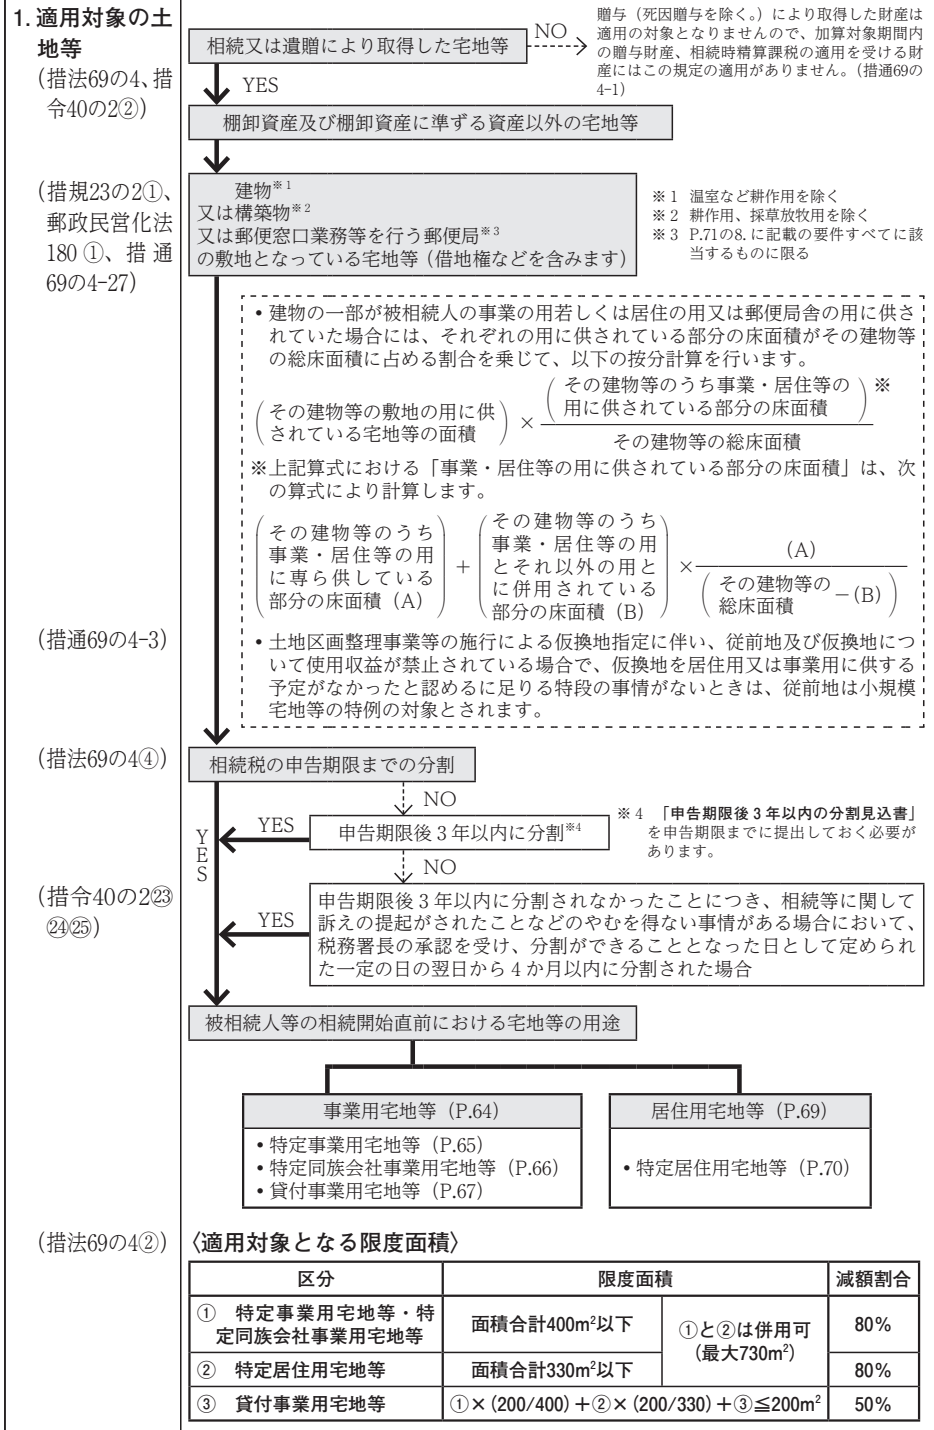 1. 適用対象の土
地等
(措法69の4、措
令40の2②)
相続又は遺贈により取得した宅地等
NO
贈与（死因贈与を除く。）により取得した財産は
適用の対象となりませんので、加算対象期間内
の贈与財産、相続時精算課税の適用を受ける財
産にはこの規定の適用がありません。（措通69の
4-1）
YES
棚卸資産及び棚卸資産に準ずる資産以外の宅地等
(措規23の2①、
郵政民営化法
180①、措通
69の4-27)
建物※1
又は構築物※2
又は郵便窓口業務等を行う郵便局※3
の敷地となっている宅地等（借地権などを含みます）
※1 温室など耕作用を除く
※2 耕作用、採草放牧用を除く
※3 P.71の8.に記載の要件すべてに該
当するものに限る
・建物の一部が被相続人の事業の用若しくは居住の用又は郵便局舎の用に供さ
れていた場合には、それぞれの用に供されている部分の床面積がその建物等
の総床面積に占める割合を乗じて、以下の按分計算を行います。
(その建物等の敷地の用に供
されている宅地等の面積) ×
(その建物等のうち事業・居住等の
用に供されている部分の床面積)※
その建物等の総床面積
※上記算式における「事業・居住等の用に供されている部分の床面積」は、次
の算式により計算します。
(その建物等のうち
事業・居住等の用
に専ら供している
部分の床面積（A）)
+
(その建物等のうち
事業・居住等の用
とそれ以外の用と
に併用されている
部分の床面積（B）)
×
(A)
(その建物等の
総床面積 −(B))
(措通69の4-3)
・土地区画整理事業等の施行による仮換地指定に伴い、従前地及び仮換地につ
いて使用収益が禁止されている場合で、仮換地を居住用又は事業用に供する
予定がなかったと認めるに足りる特段の事情がないときは、従前地は小規模
宅地等の特例の対象とされます。
(措法69の4④)
相続税の申告期限までの分割
NO
YES
YES
申告期限後3年以内に分割※4
※4 「申告期限後3年以内の分割見込書」
を申告期限までに提出しておく必要が
あります。
NO
(措令40の2㉓
㉔㉕)
YES
申告期限後3年以内に分割されなかったことにつき、相続等に関して
訴えの提起がされたことなどのやむを得ない事情がある場合において、
税務署長の承認を受け、分割ができることとなった日として定められ
た一定の日の翌日から4か月以内に分割された場合
被相続人等の相続開始直前における宅地等の用途
事業用宅地等（P.64）
・特定事業用宅地等（P.65）
・特定同族会社事業用宅地等（P.66）
・貸付事業用宅地等（P.67）
居住用宅地等（P.69）
・特定居住用宅地等（P.70）
(措法69の4②)
〈適用対象となる限度面積〉
区分 限度面積 減額割合
① 特定事業用宅地等・特
定同族会社事業用宅地等
面積合計400m²以下
①と②は併用可
(最大730m²)
80%
② 特定居住用宅地等 面積合計330m²以下 80%
③ 貸付事業用宅地等 ①×(200/400)＋②×(200/330)＋③≦200m² 50%